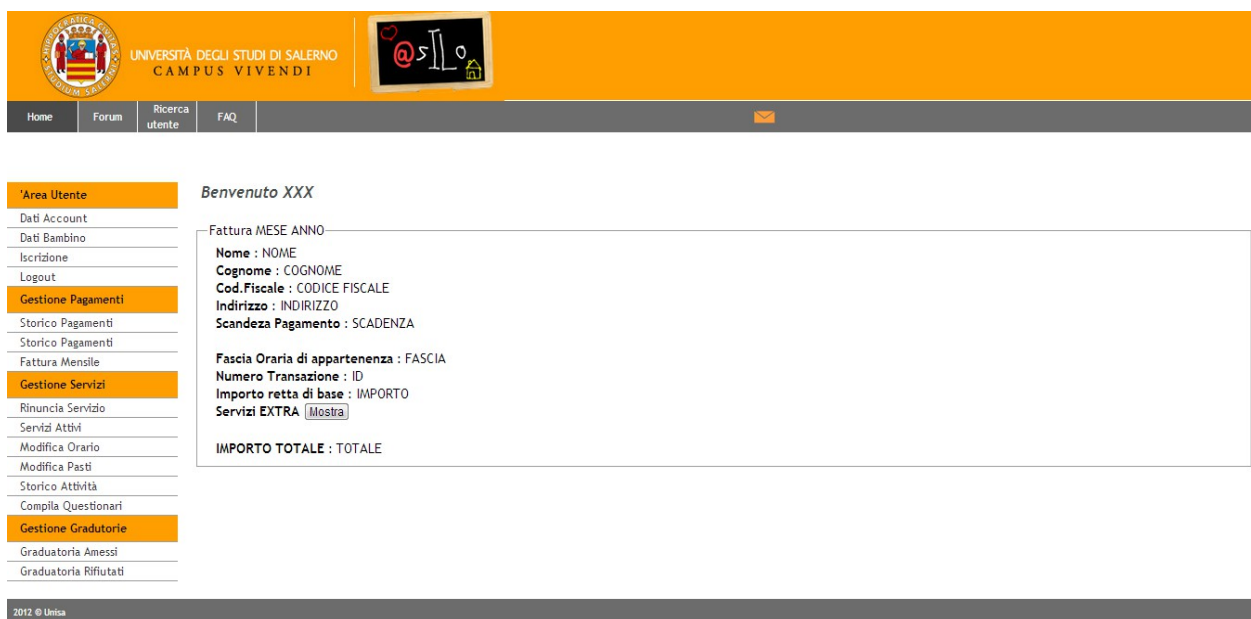 HIPPOCRATICA CIVITAS
STUDIUM SALERNI
UNIVERSITÀ DEGLI STUDI DI SALERNO
CAMPUS VIVENDI
@sILo
Home
Forum
Ricerca
utente
FAQ
'Area Utente
Dati Account
Dati Bambino
Iscrizione
Logout
Gestione Pagamenti
Storico Pagamenti
Storico Pagamenti
Fattura Mensile
Gestione Servizi
Rinuncia Servizio
Servizi Attivi
Modifica Orario
Modifica Pasti
Storico Attività
Compila Questionari
Gestione Gradutorie
Graduatoria Amessi
Graduatoria Rifiutati
Benvenuto XXX
Fattura MESE ANNO
Nome : NOME
Cognome : COGNOME
Cod.Fiscale : CODICE FISCALE
Indirizzo : INDIRIZZO
Scandeza Pagamento : SCADENZA
Fascia Oraria di appartenenza : FASCIA
Numero Transazione : ID
Importo retta di base : IMPORTO
Servizi EXTRA Mostra
IMPORTO TOTALE : TOTALE
2012 © Unisa